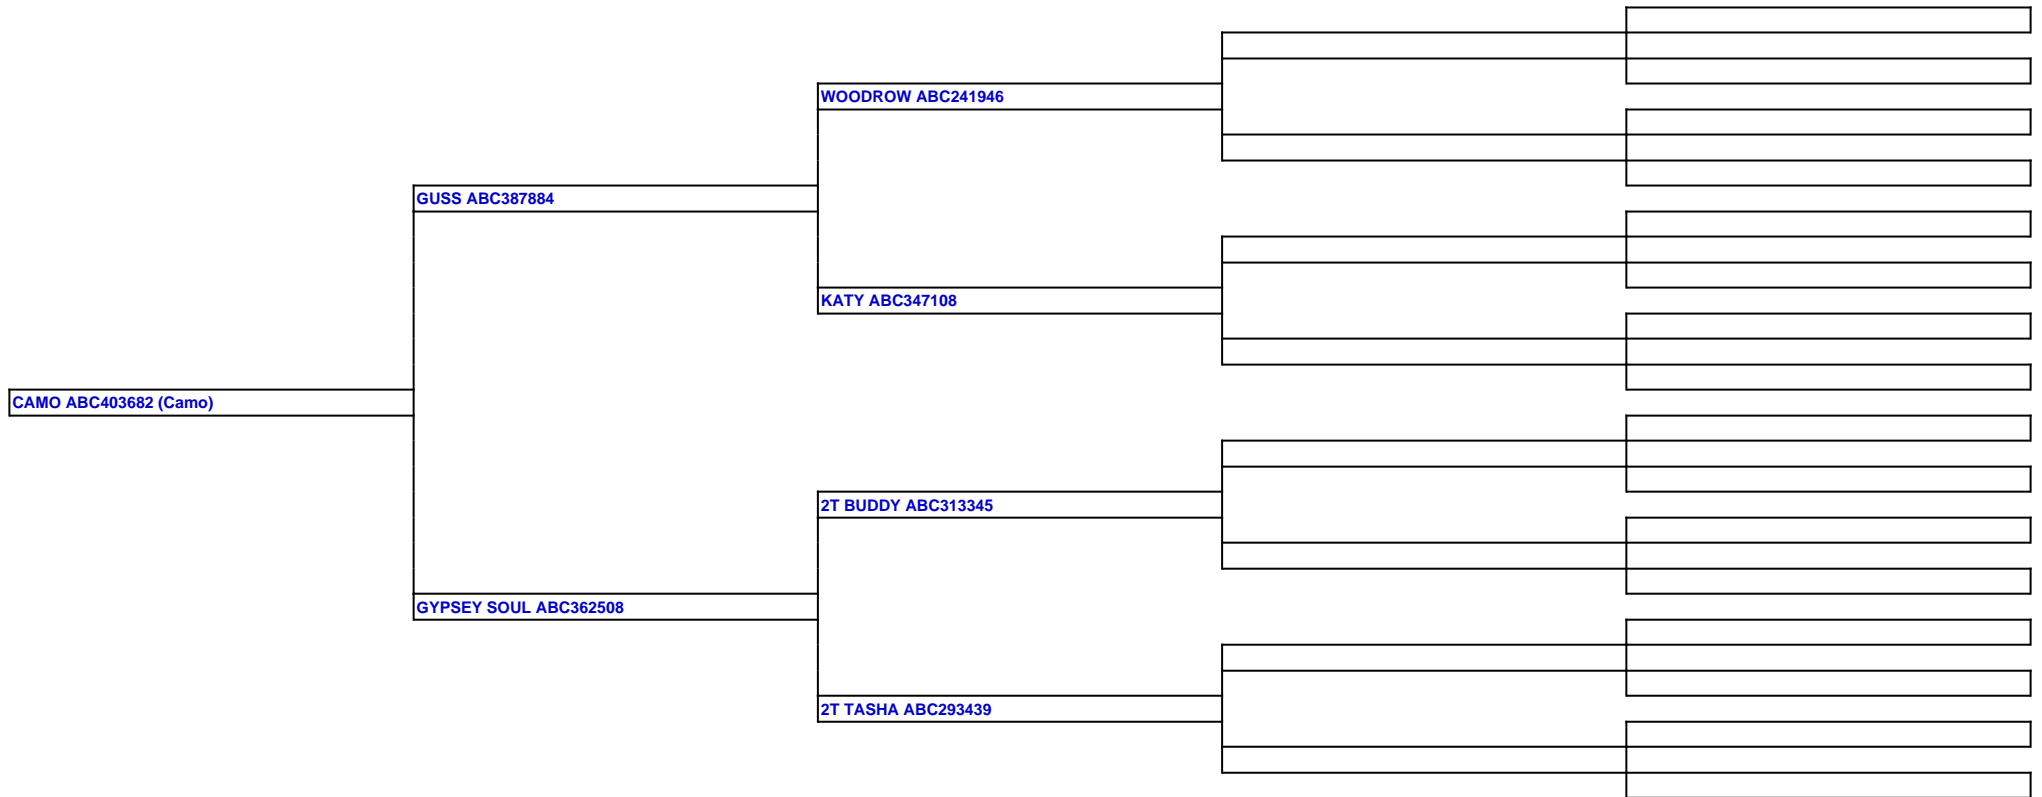 WOODROW ABC241946
GUSS ABC387884
KATY ABC347108
CAMO ABC403682 (Camo)
2T BUDDY ABC313345
GYPSEY SOUL ABC362508
2T TASHA ABC293439